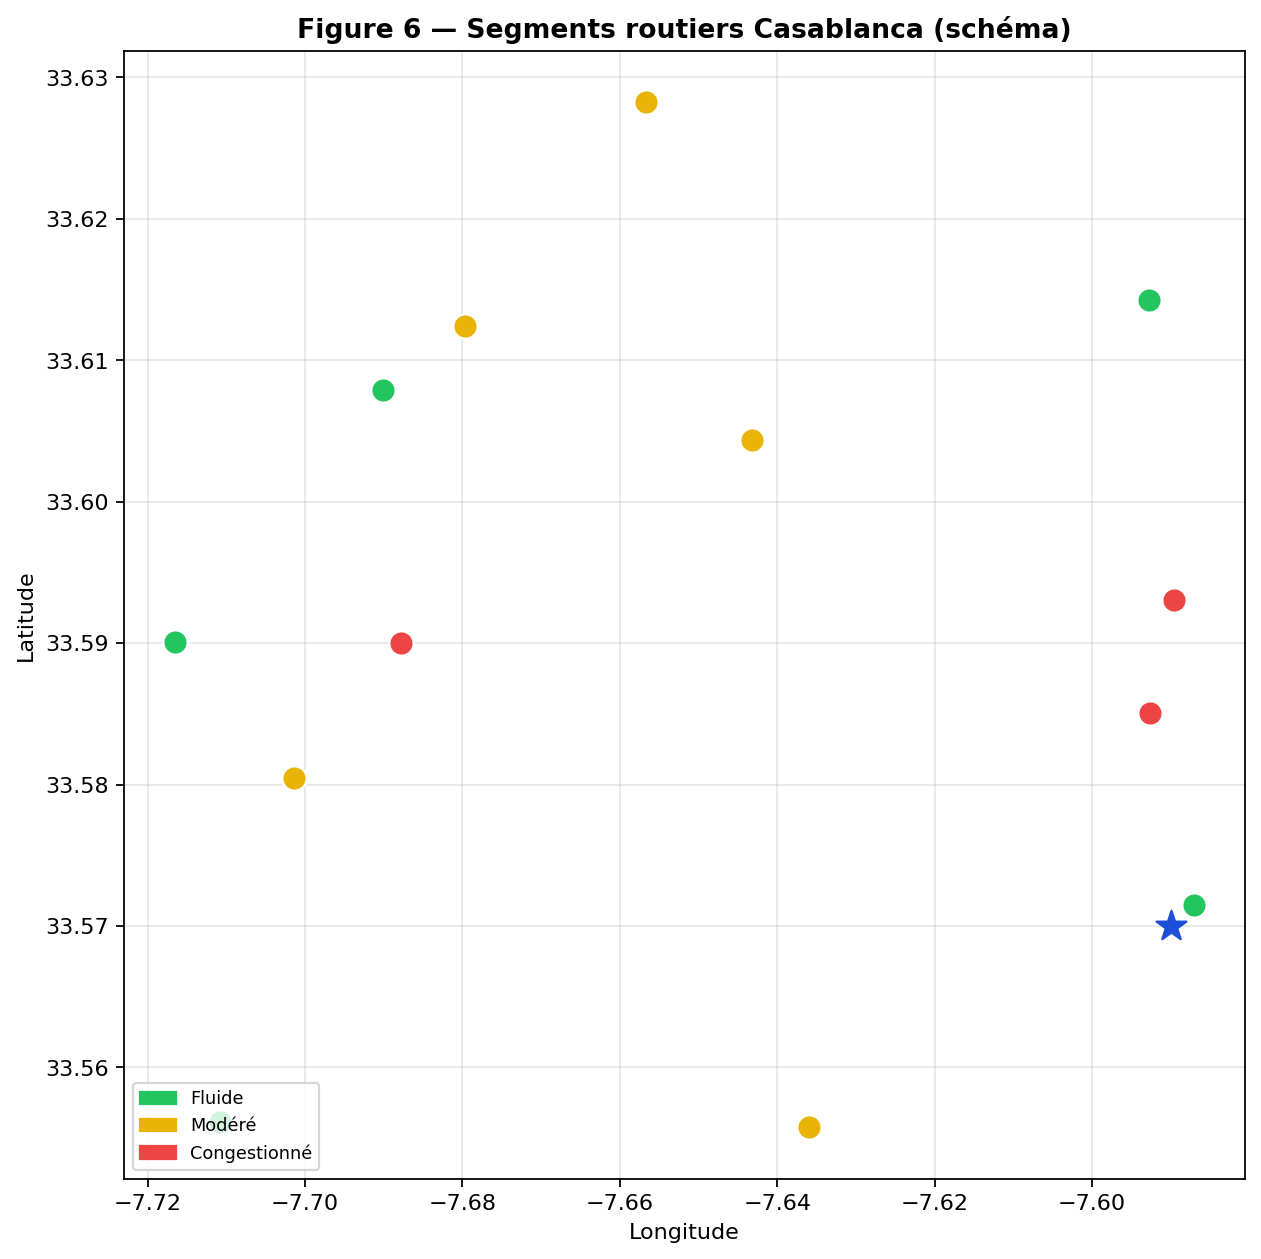 Figure 6 — Segments routiers Casablanca (schéma)
33.63
33.62
33.61
33.60
33.59
33.58
33.57
33.56
Latitude
Fluide
Modéré
Congestionné
−7.72 −7.70 −7.68 −7.66 −7.64 −7.62 −7.60
Longitude